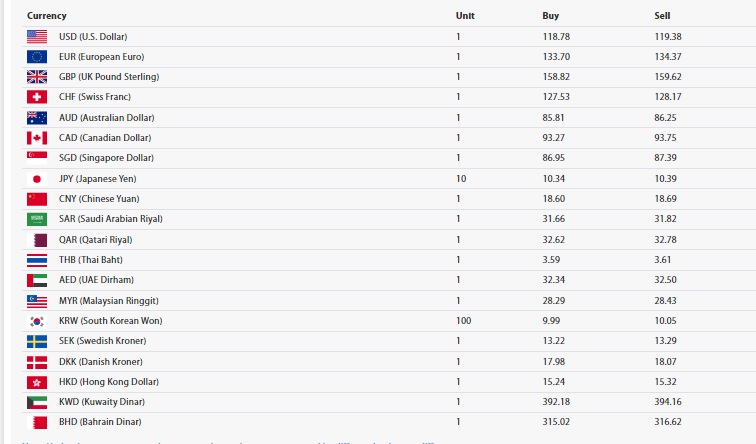 Currency Unit Buy Sell
USD (U.S. Dollar) 1 118.78 119.38
EUR (European Euro) 1 133.70 134.37
GBP (UK Pound Sterling) 1 158.82 159.62
CHF (Swiss Franc) 1 127.53 128.17
AUD (Australian Dollar) 1 85.81 86.25
CAD (Canadian Dollar) 1 93.27 93.75
SGD (Singapore Dollar) 1 86.95 87.39
JPY (Japanese Yen) 10 10.34 10.39
CNY (Chinese Yuan) 1 18.60 18.69
SAR (Saudi Arabian Riyal) 1 31.66 31.82
QAR (Qatari Riyal) 1 32.62 32.78
THB (Thai Baht) 1 3.59 3.61
AED (UAE Dirham) 1 32.34 32.50
MYR (Malaysian Ringgit) 1 28.29 28.43
KRW (South Korean Won) 100 9.99 10.05
SEK (Swedish Kroner) 1 13.22 13.29
DKK (Danish Kroner) 1 17.98 18.07
HKD (Hong Kong Dollar) 1 15.24 15.32
KWD (Kuwaity Dinar) 1 392.18 394.16
BHD (Bahrain Dinar) 1 315.02 316.62